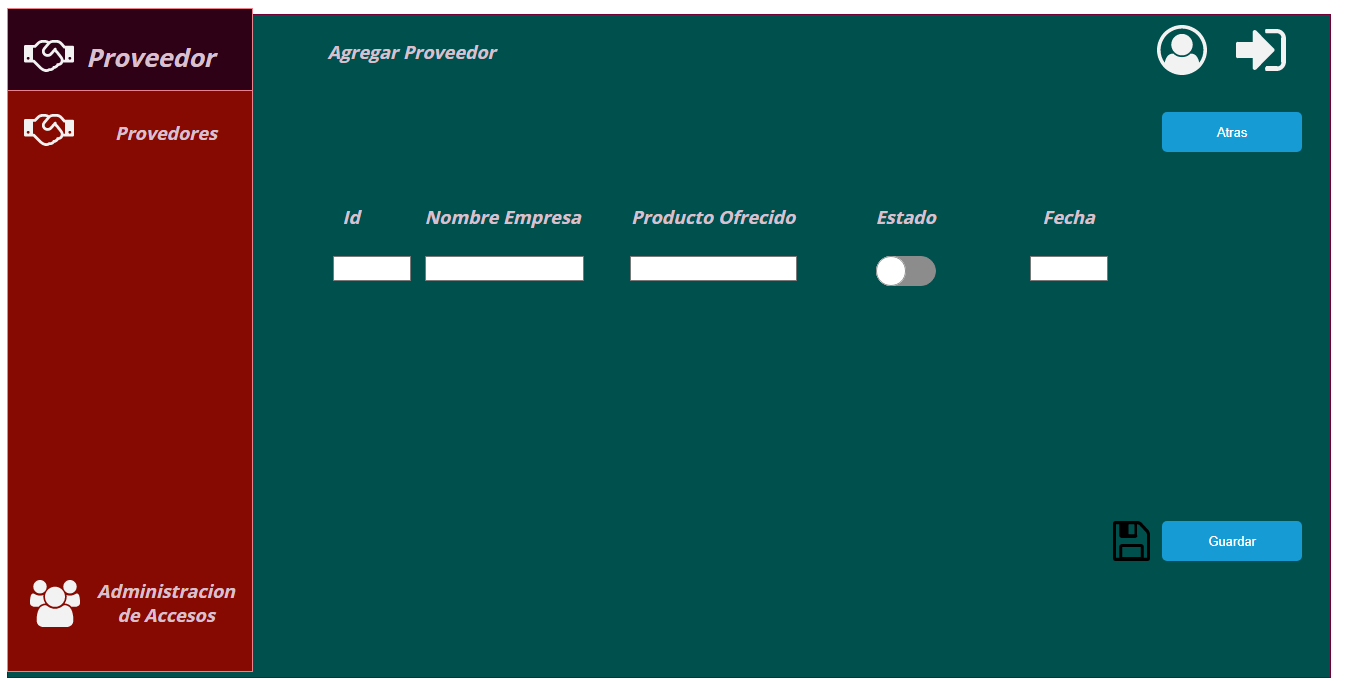 Proveedor
Agregar Proveedor
Provedores
Atras
Id
Nombre Empresa
Producto Ofrecido
Estado
Fecha
Guardar
Administracion
de Accesos